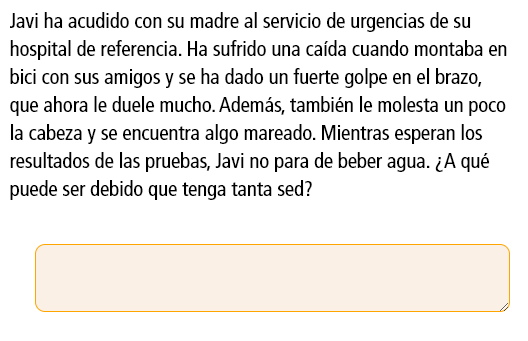 Javi ha acudido con su madre al servicio de urgencias de su
hospital de referencia. Ha sufrido una caída cuando montaba en
bici con sus amigos y se ha dado un fuerte golpe en el brazo,
que ahora le duele mucho. Además, también le molesta un poco
la cabeza y se encuentra algo mareado. Mientras esperan los
resultados de las pruebas, Javi no para de beber agua. ¿A qué
puede ser debido que tenga tanta sed?